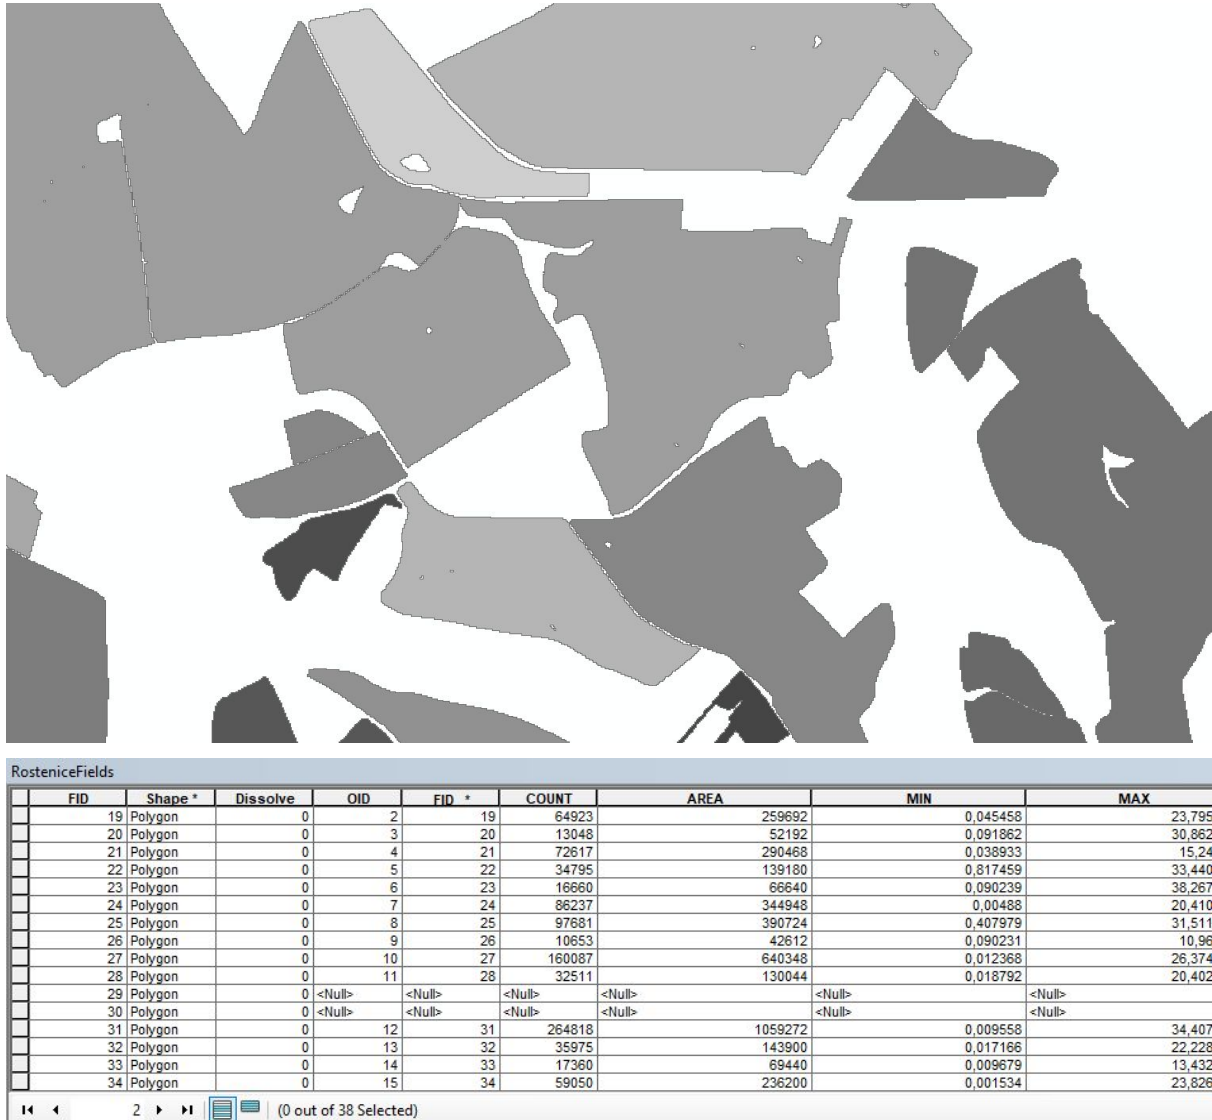 RosteniceFields
FID Shape * Dissolve OID FID * COUNT AREA MIN MAX
19 Polygon 0 2 19 64923 259692 0,045458 23,795
20 Polygon 0 3 20 13048 52192 0,091862 30,862
21 Polygon 0 4 21 72617 290468 0,038933 15,24
22 Polygon 0 5 22 34795 139180 0,817459 33,440
23 Polygon 0 6 23 16660 66640 0,090239 38,267
24 Polygon 0 7 24 86237 344948 0,00488 20,410
25 Polygon 0 8 25 97681 390724 0,407979 31,511
26 Polygon 0 9 26 10653 42612 0,090231 10,96
27 Polygon 0 10 27 160087 640348 0,012368 26,374
28 Polygon 0 11 28 32511 130044 0,018792 20,402
29 Polygon 0 <Null> <Null> <Null> <Null> <Null> <Null>
30 Polygon 0 <Null> <Null> <Null> <Null> <Null> <Null>
31 Polygon 0 12 31 264818 1059272 0,009558 34,407
32 Polygon 0 13 32 35975 143900 0,017166 22,228
33 Polygon 0 14 33 17360 69440 0,009679 13,432
34 Polygon 0 15 34 59050 236200 0,001534 23,826
2 (0 out of 38 Selected)